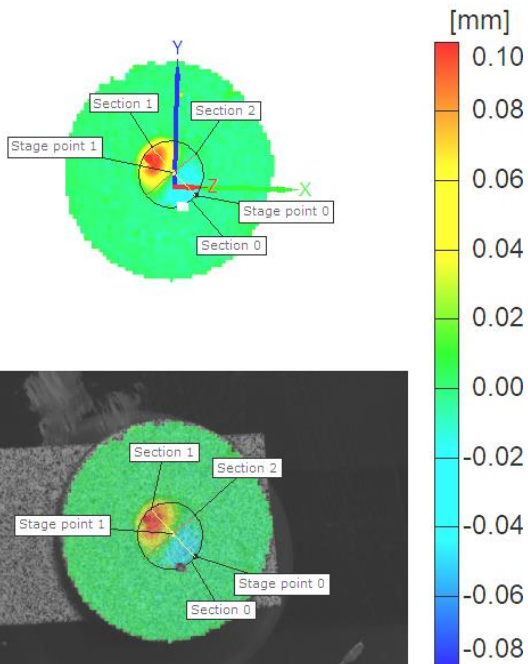 [mm]
0.10
0.08
0.06
0.04
0.02
0.00
-0.02
-0.04
-0.06
-0.08
Y
Section 1
Section 2
Stage point 1
Z
X
Stage point 0
Section 0
Section 1
Section 2
Stage point 1
Stage point 0
Section 0